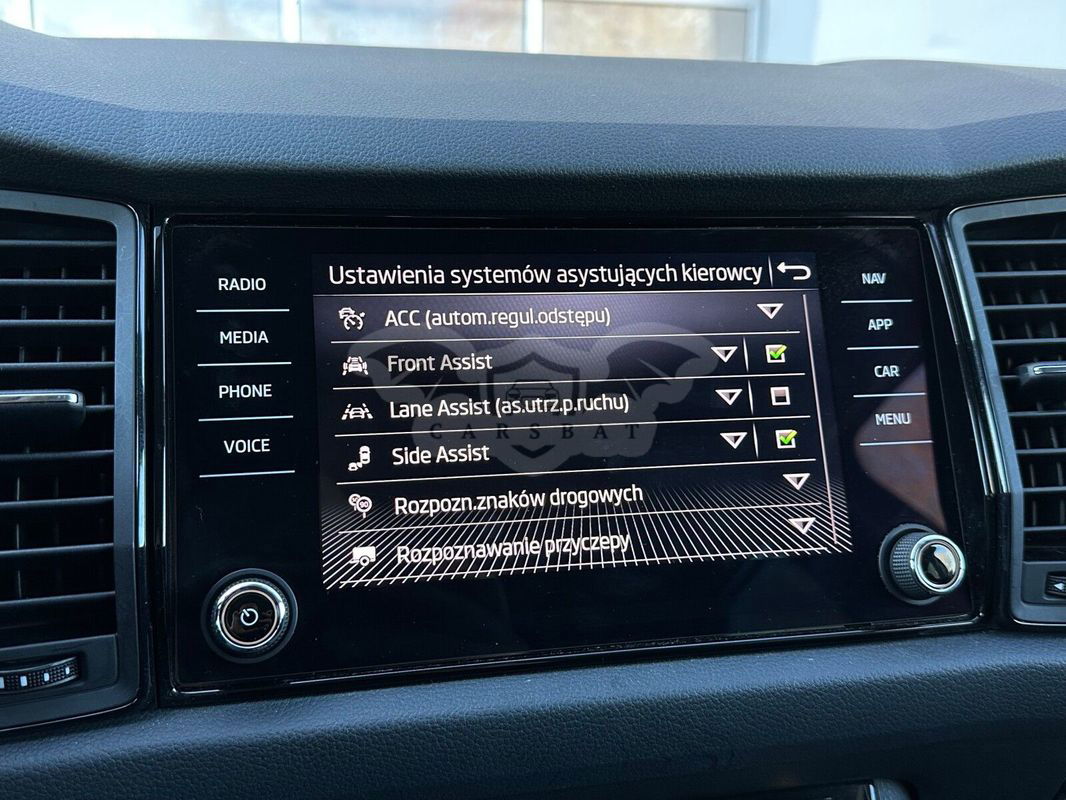 Ustawienia systemów asystujących kierowcy
RADIO
NAV
ACC (autom.regul.odstępu)
MEDIA
APP
Front Assist
PHONE
CAR
Lane Assist (as.utrz.p.ruchu)
CARSBAT
VOICE
MENU
Side Assist
Rozpozn.znaków drogowych
90
Rozpoznawanie przyczepy